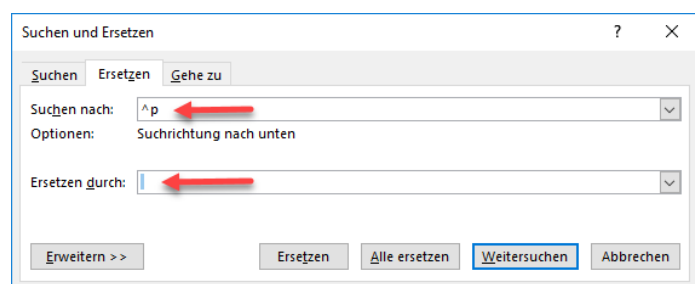 Suchen und Ersetzen ?
Suchen Ersetzen Gehe zu
Suchen nach: ^p
Optionen: Suchrichtung nach unten
Ersetzen durch:
Erweitern >> Ersetzen Alle ersetzen Weitersuchen Abbrechen